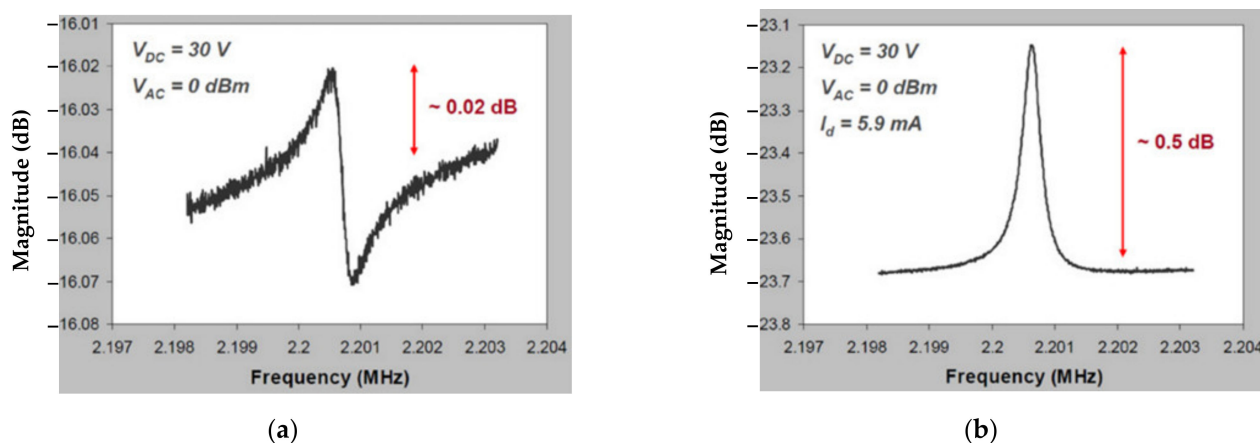 −16.01
−16.02
−16.03
−16.04
−16.05
−16.06
−16.07
−16.08
Magnitude (dB)
V_DC = 30 V
V_AC = 0 dBm
~ 0.02 dB
2.197 2.198 2.199 2.2 2.201 2.202 2.203 2.204
Frequency (MHz)
(a)
−23.1
−23.2
−23.3
−23.4
−23.5
−23.6
−23.7
−23.8
Magnitude (dB)
V_DC = 30 V
V_AC = 0 dBm
I_d = 5.9 mA
~ 0.5 dB
2.197 2.198 2.199 2.2 2.201 2.202 2.203 2.204
Frequency (MHz)
(b)